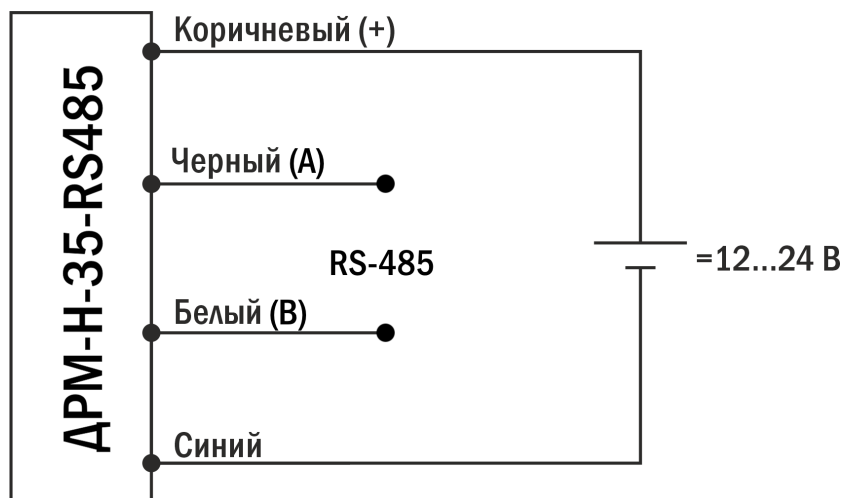 Коричневый (+)
Черный (A)
RS-485
Белый (B)
Синий
=12...24 В
ДРМ-Н-35-RS485